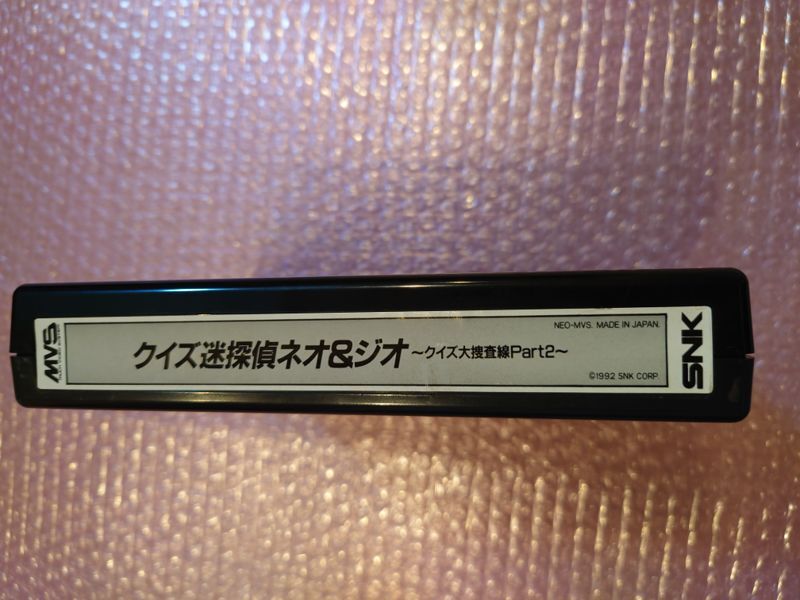 MVS
クイズ迷探偵ネオ&ジオ ~クイズ大捜査線Part2~
NEO-MVS. MADE IN JAPAN.
©1992 SNK CORP.
SNK